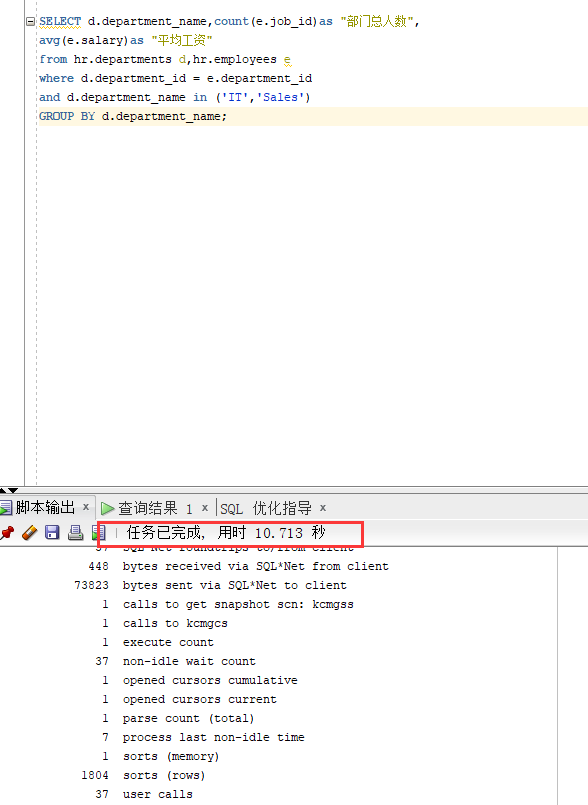 SELECT d.department_name,count(e.job_id)as "部门总人数",
avg(e.salary)as "平均工资"
from hr.departments d,hr.employees e
where d.department_id = e.department_id
and d.department_name in ('IT','Sales')
GROUP BY d.department_name;
脚本输出 x 查询结果 1 x SQL 优化指导 x
任务已完成, 用时 10.713 秒
37 SQL*Net roundtrips to/from client
448 bytes received via SQL*Net from client
73823 bytes sent via SQL*Net to client
1 calls to get snapshot scn: kcmgss
1 calls to kcmgcs
1 execute count
37 non-idle wait count
1 opened cursors cumulative
1 opened cursors current
1 parse count (total)
7 process last non-idle time
1 sorts (memory)
1804 sorts (rows)
37 user calls